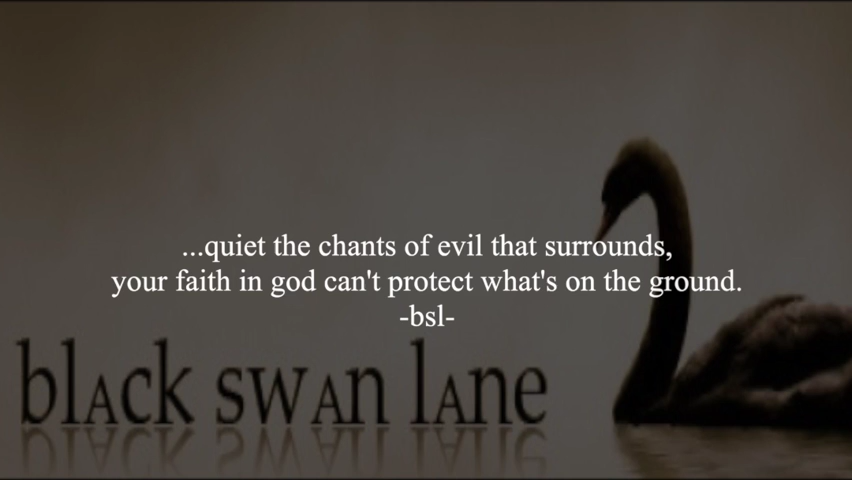 ...quiet the chants of evil that surrounds,
your faith in god can't protect what's on the ground.
-bsl-
blAck swAn lAne